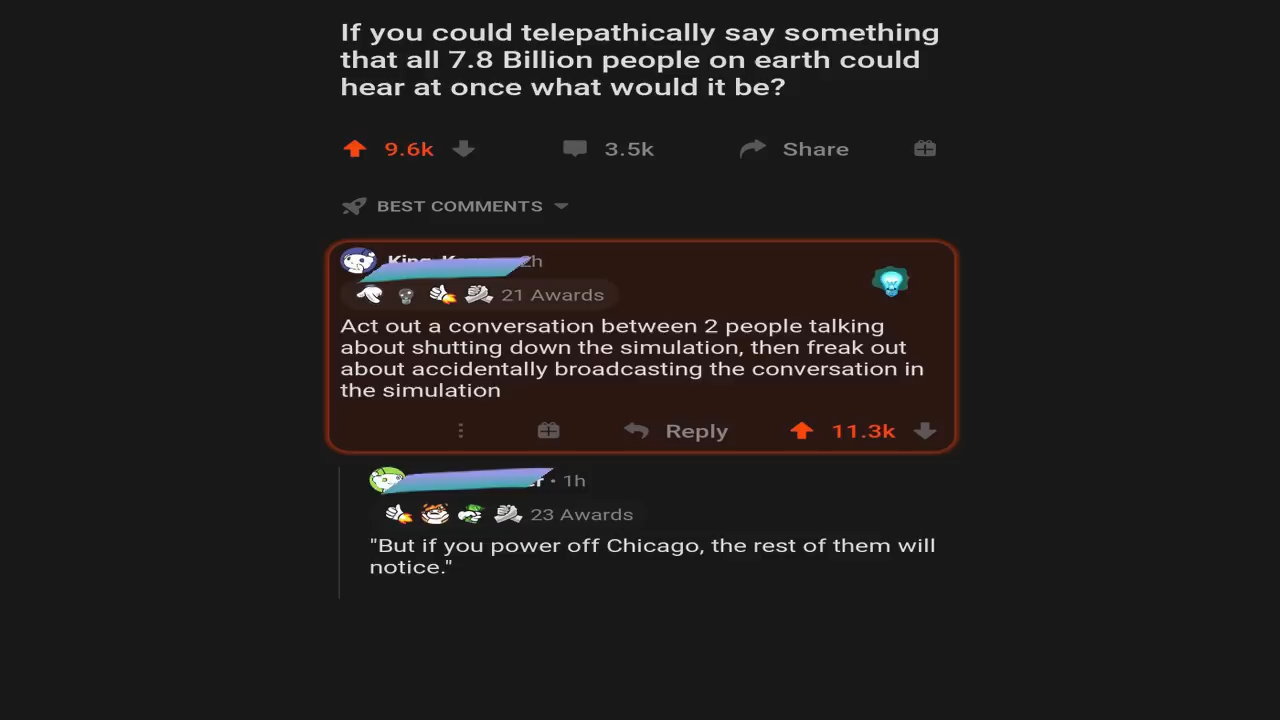 If you could telepathically say something
that all 7.8 Billion people on earth could
hear at once what would it be?
9.6k
3.5k
Share
BEST COMMENTS
2h
21 Awards
Act out a conversation between 2 people talking
about shutting down the simulation, then freak out
about accidentally broadcasting the conversation in
the simulation
Reply
11.3k
• 1h
23 Awards
"But if you power off Chicago, the rest of them will
notice."